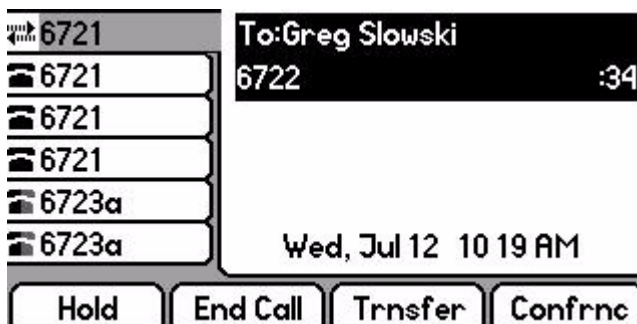 6721
6721
6721
6721
6723a
6723a
To:Greg Slowski
6722 :34
Wed, Jul 12 10 19 AM
Hold End Call Trnsfer Confrnc